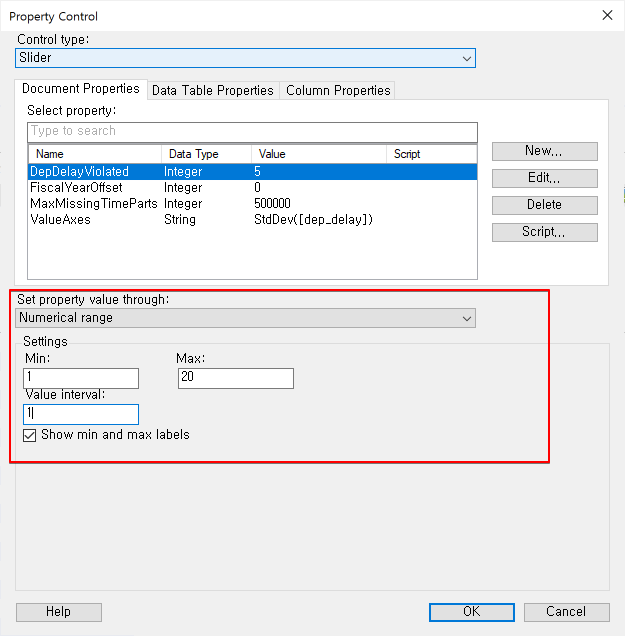 Property Control
Control type:
Slider
Document Properties Data Table Properties Column Properties
Select property:
Type to search
Name Data Type Value Script
DepDelayViolated Integer 5
FiscalYearOffset Integer 0
MaxMissingTimeParts Integer 500000
ValueAxes String StdDev([dep_delay])
New...
Edit...
Delete
Script...
Set property value through:
Numerical range
Settings
Min: Max:
1 20
Value interval:
1
Show min and max labels
Help OK Cancel